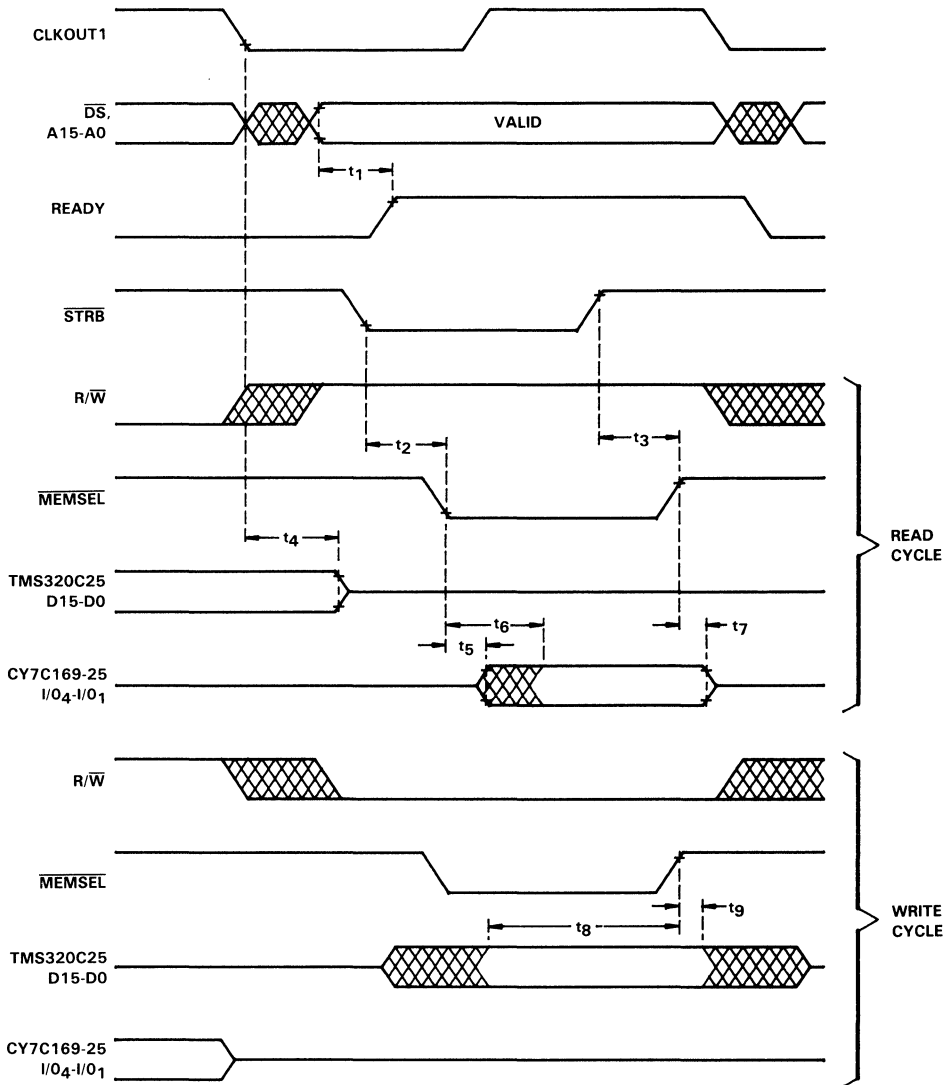 CLKOUT1
DS,
A15-A0
VALID
t1
READY
STRB
R/W
t2
t3
MEMSEL
t4
READ
CYCLE
TMS320C25
D15-D0
t6
t7
t5
CY7C169-25
I/O4-I/O1
R/W
MEMSEL
t9
t8
WRITE
CYCLE
TMS320C25
D15-D0
CY7C169-25
I/O4-I/O1